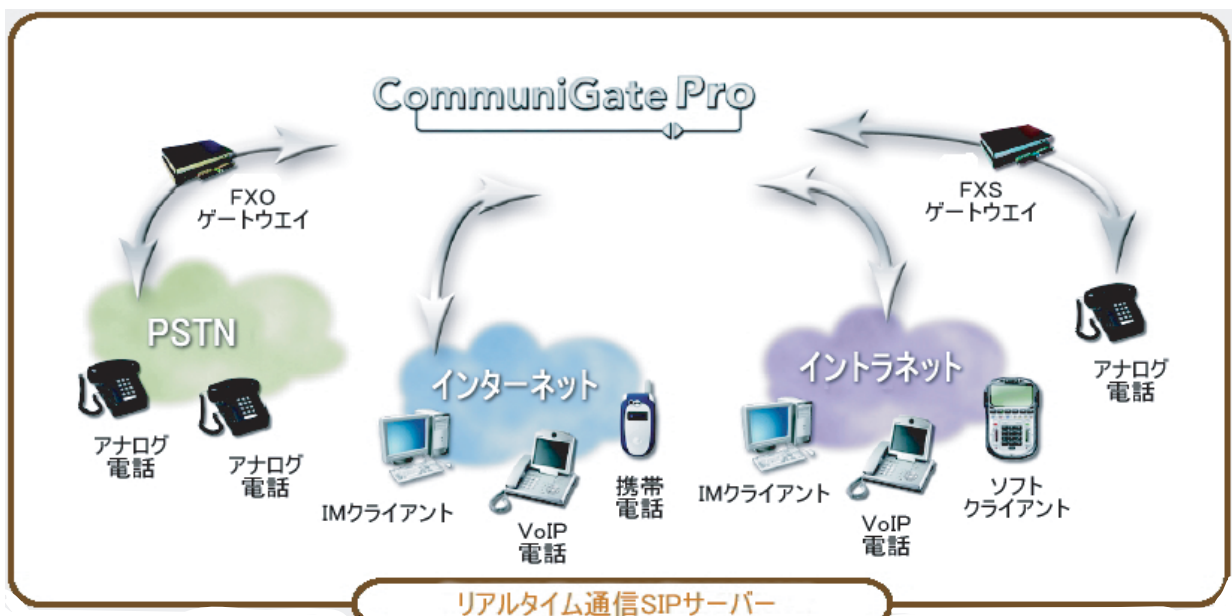 CommuniGate Pro
FXO
ゲートウエイ
FXS
ゲートウエイ
PSTN
アナログ
電話
アナログ
電話
インターネット
IMクライアント
VoIP
電話
携帯
電話
イントラネット
IMクライアント
VoIP
電話
ソフト
クライアント
アナログ
電話
リアルタイム通信SIPサーバー